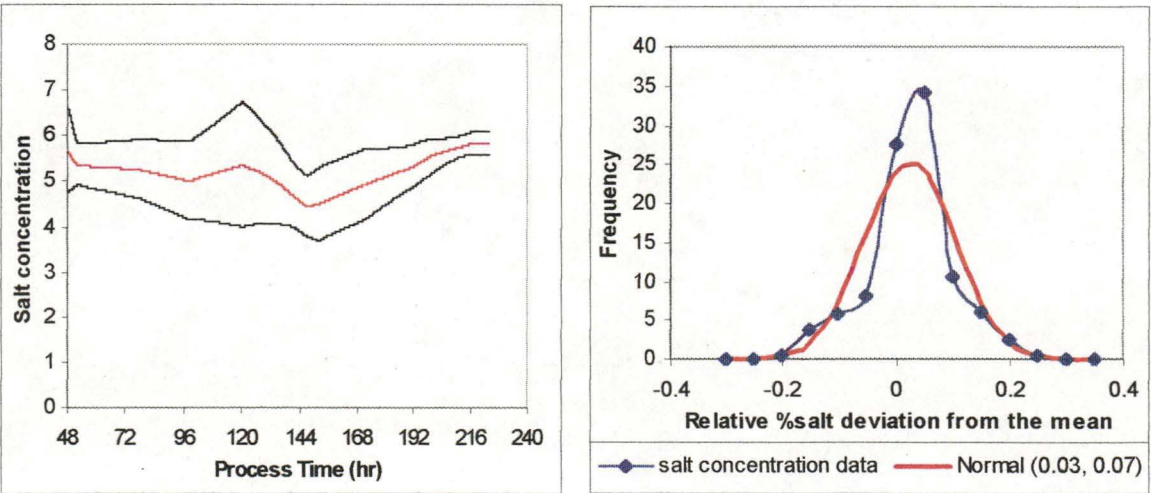 8
7
6
5
4
3
2
1
0
Salt concentration
48 72 96 120 144 168 192 216 240
Process Time (hr)
40
35
30
25
20
15
10
5
0
Frequency
-0.4 -0.2 0 0.2 0.4
Relative %salt deviation from the mean
salt concentration data Normal (0.03, 0.07)